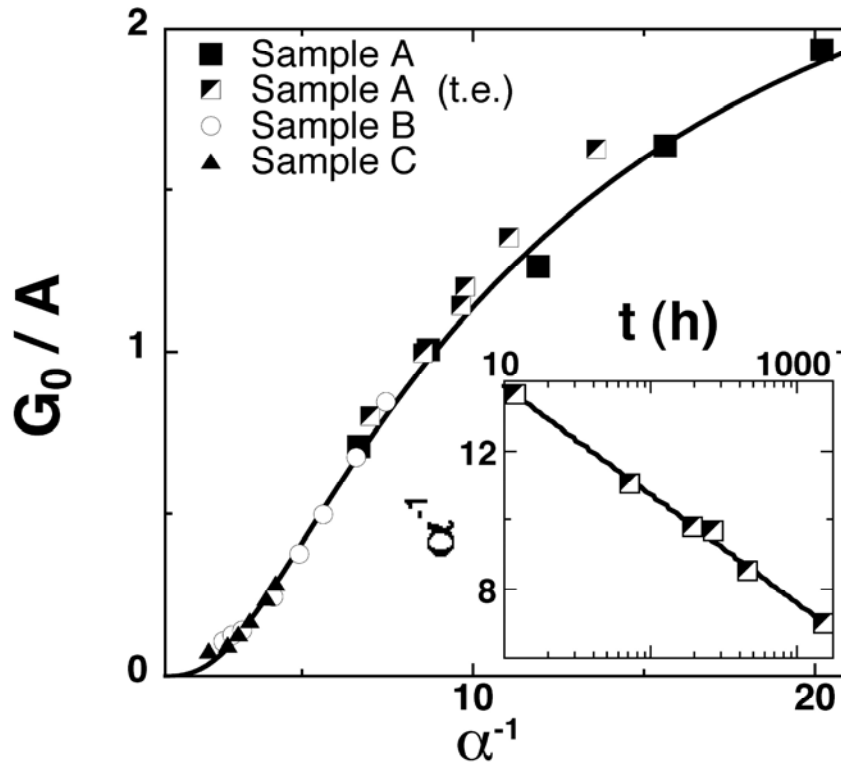 2
Sample A
Sample A (t.e.)
Sample B
Sample C
G0 / A
1
t (h)
10 1000
12
α-1
8
0
10 20
α-1